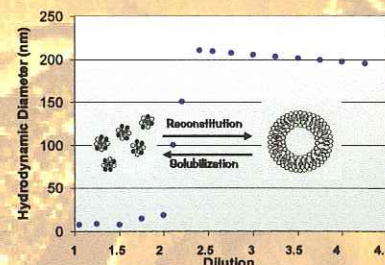 Hydrodynamic Diameter (nm)
250
200
150
100
50
0
Reconstitution
Solubilization
1 1.5 2 2.5 3 3.5 4 4.
Dilution